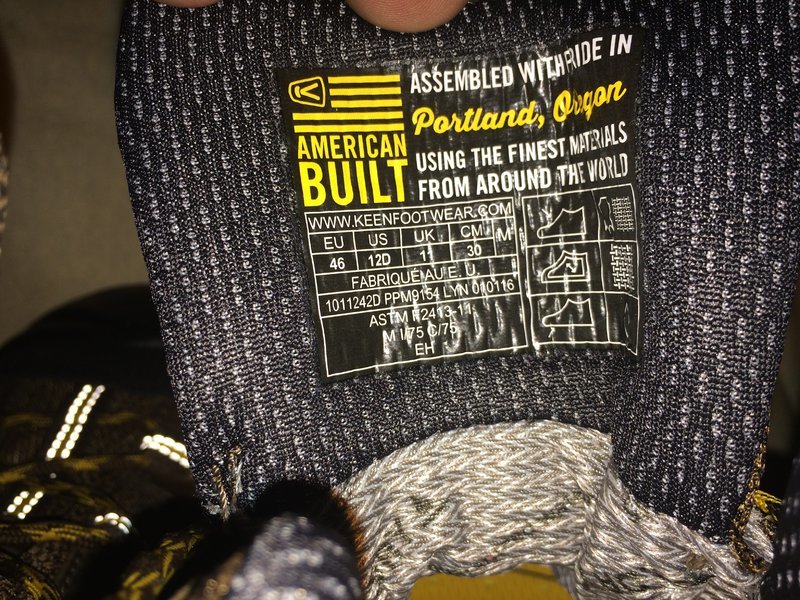 ASSEMBLED WITH PRIDE IN
Portland, Oregon
AMERICAN
BUILT
USING THE FINEST MATERIALS
FROM AROUND THE WORLD
WWW.KEENFOOTWEAR.COM
EU US UK CM M
46 12D 11 30
FABRIQUÉ AU E. U.
1011242D PPM9154 LYN 010116
ASTM F2413-11
M I/75 C/75
EH